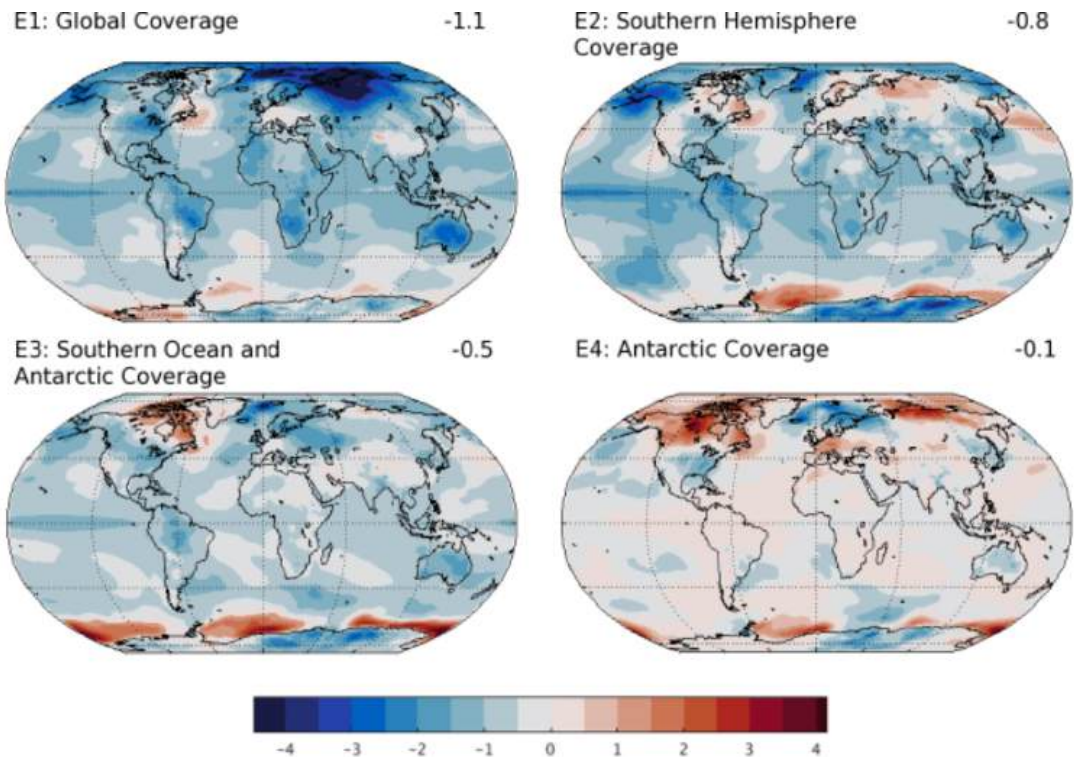 E1: Global Coverage -1.1
E2: Southern Hemisphere Coverage -0.8
E3: Southern Ocean and Antarctic Coverage -0.5
E4: Antarctic Coverage -0.1
-4 -3 -2 -1 0 1 2 3 4